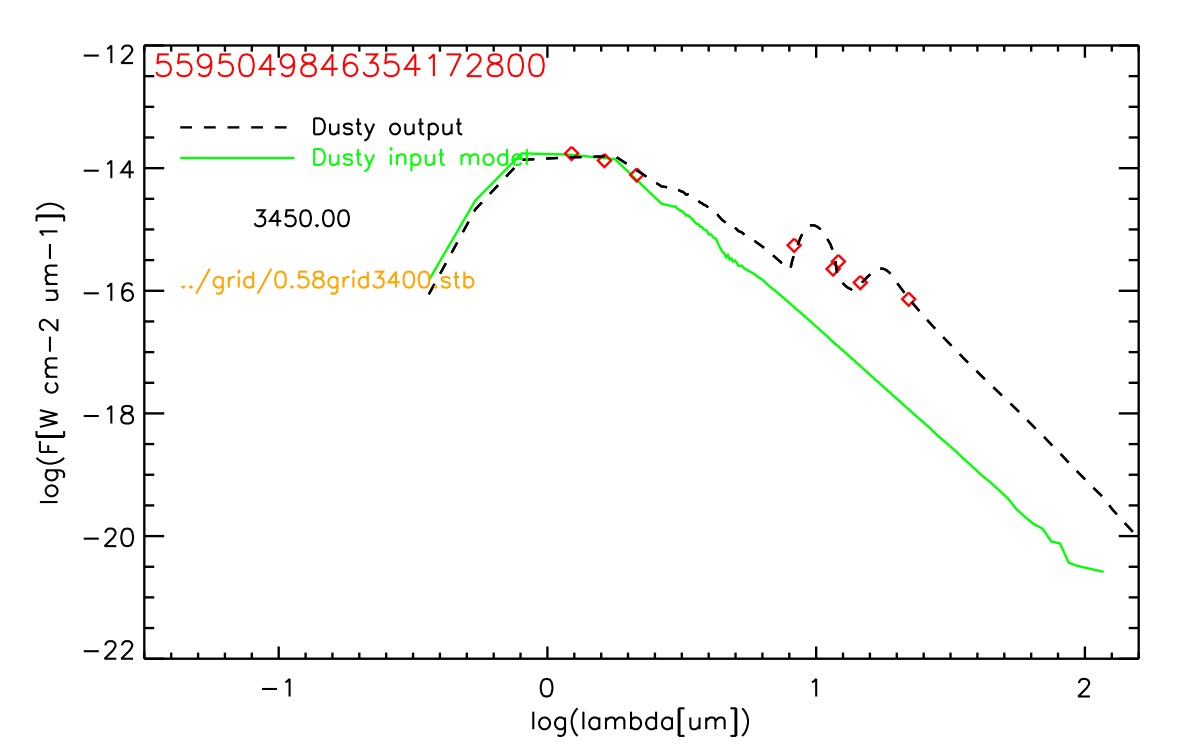 5595049846354172800
Dusty output
Dusty input model
3450.00
../grid/0.58grid3400.stb
-12
-14
-16
-18
-20
-22
log(F[W cm-2 um-1])
-1
0
1
2
log(lambda[um])